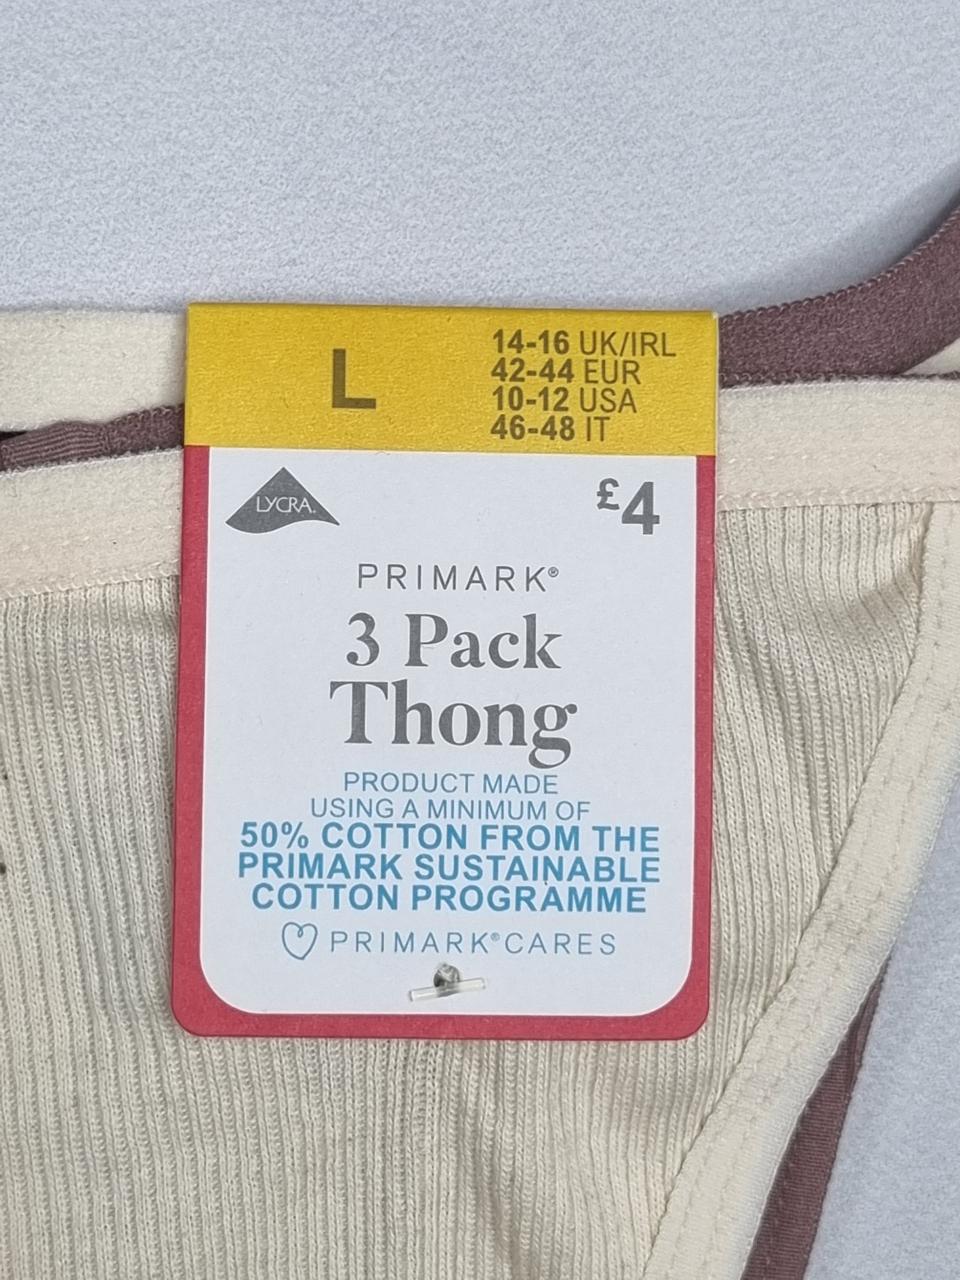 L
14-16 UK/IRL
42-44 EUR
10-12 USA
46-48 IT
LYCRA.
£4
PRIMARK®
3 Pack
Thong
PRODUCT MADE
USING A MINIMUM OF
50% COTTON FROM THE
PRIMARK SUSTAINABLE
COTTON PROGRAMME
PRIMARK®CARES